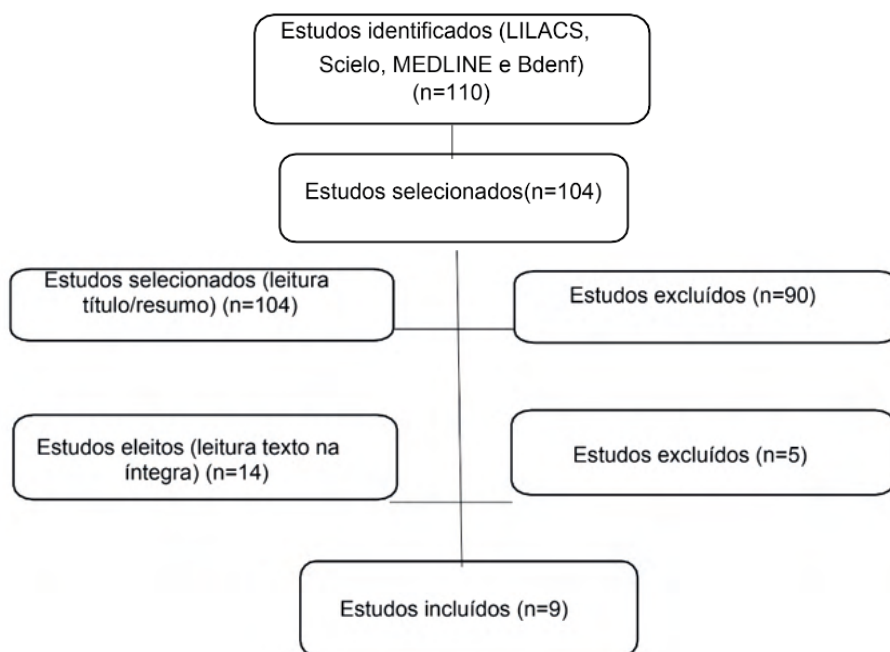 Estudos identificados (LILACS,
Scielo, MEDLINE e Bdenf)
(n=110)
Estudos selecionados(n=104)
Estudos selecionados (leitura
título/resumo) (n=104)
Estudos excluídos (n=90)
Estudos eleitos (leitura texto na
íntegra) (n=14)
Estudos excluídos (n=5)
Estudos incluídos (n=9)